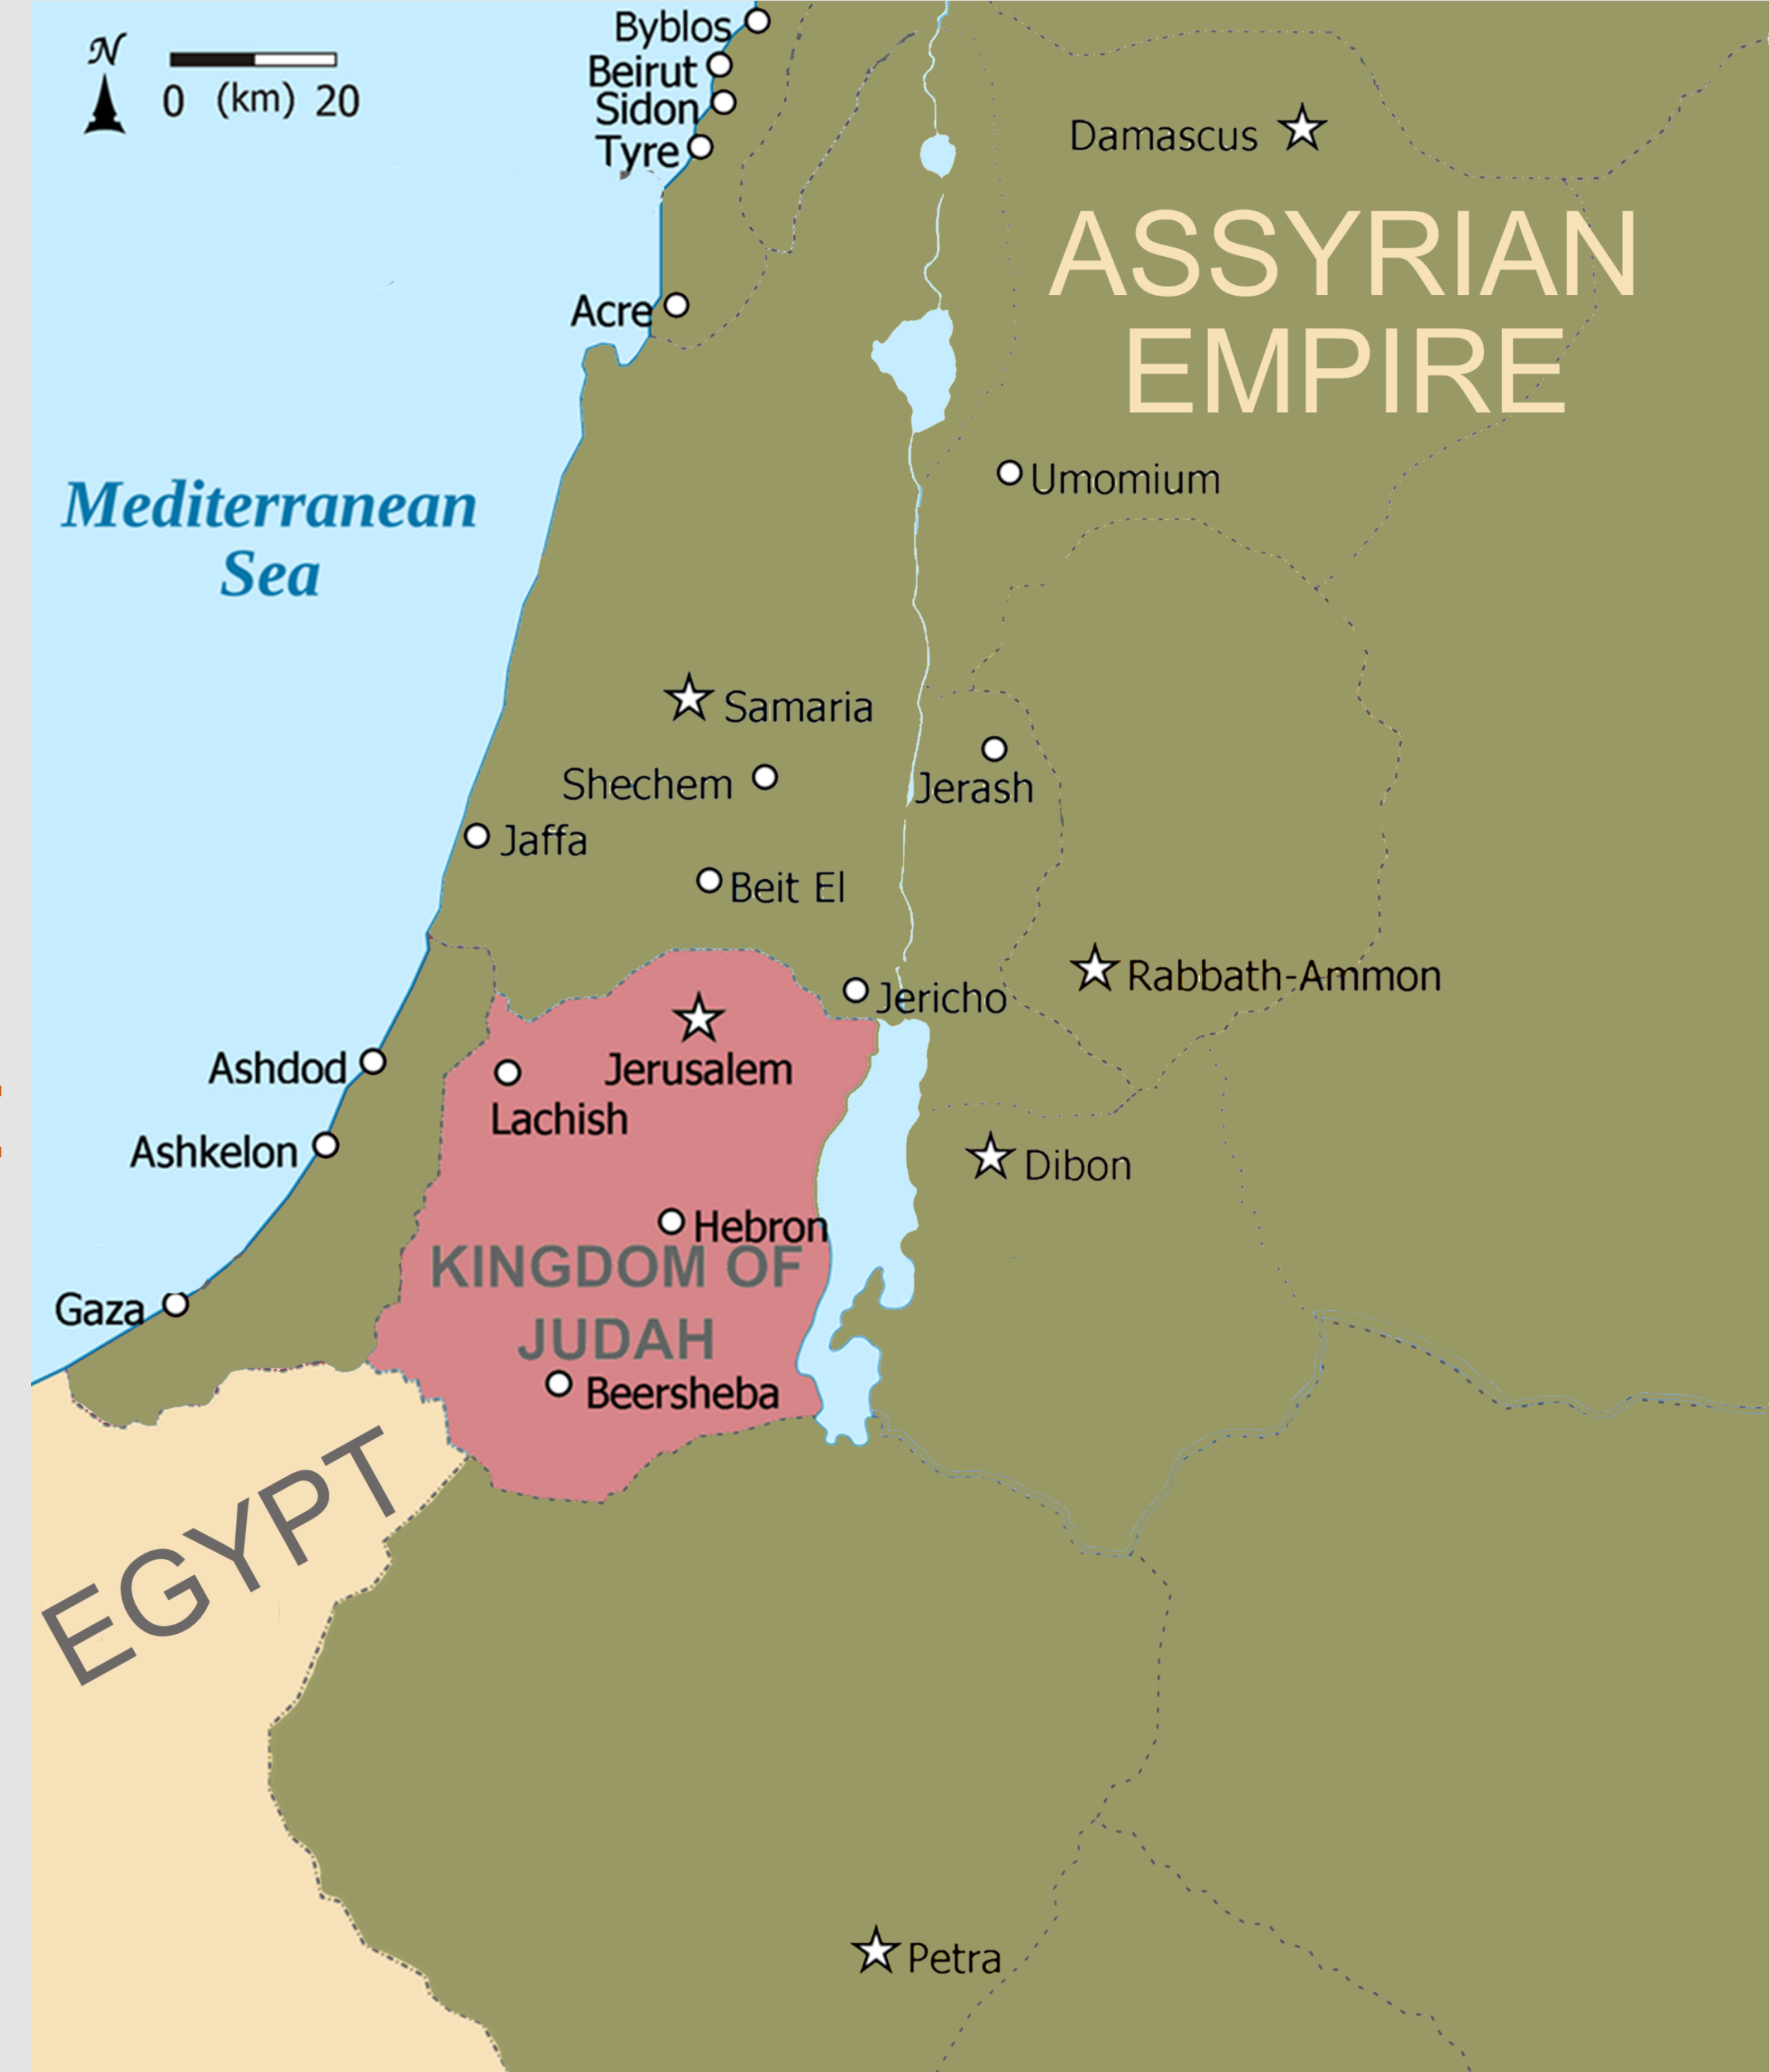 Byblos
N
Beirut
0 (km) 20
Sidon
Damascus
Tyre
ASSYRIAN
EMPIRE
Acre
Umomium
Mediterranean
Sea
Samaria
Shechem
Jerash
Jaffa
Beit El
Rabbath-Ammon
Jericho
Ashdod
Jerusalem
Lachish
Ashkelon
Dibon
Hebron
KINGDOM OF
JUDAH
Gaza
Beersheba
EGYPT
Petra